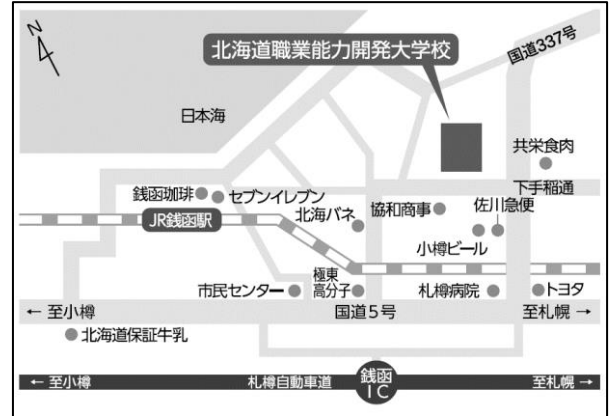 N
北海道職業能力開発大学校
国道337号
日本海
共栄食肉
銭函珈琲
セブンイレブン
下手稲通
JR銭函駅
北海バネ
協和商事
佐川急便
小樽ビール
市民センター
極東
高分子
札樽病院
トヨタ
← 至小樽
国道5号
至札幌 →
北海道保証牛乳
← 至小樽
札樽自動車道
銭函
IC
至札幌 →